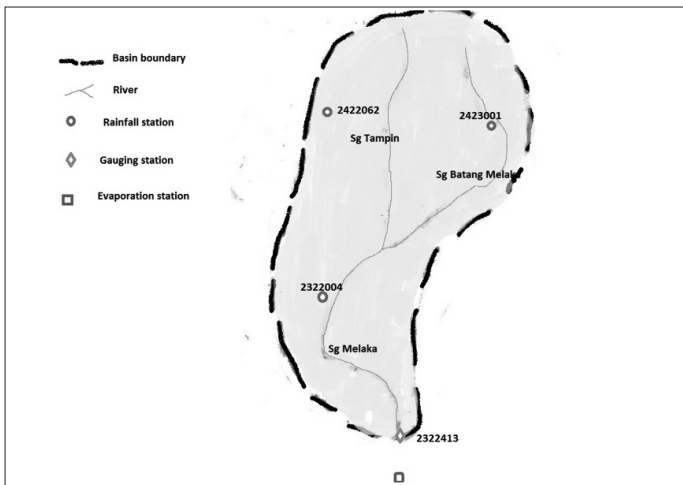 Basin boundary
River
Rainfall station
Gauging station
Evaporation station
2422062
2423001
Sg Tampin
Sg Batang Melaka
2322004
Sg Melaka
2322413